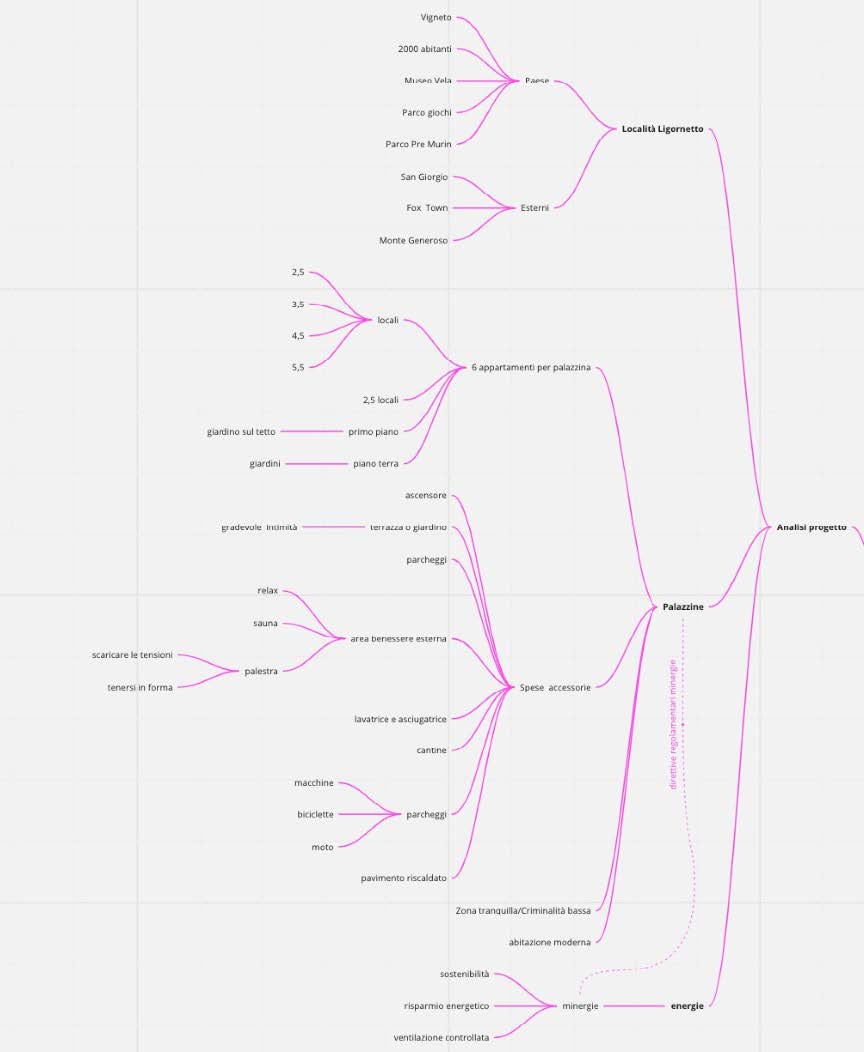 Vigneto
2000 abitanti
Museo Vela
Paese
Parco giochi
Località Ligornetto
Parco Pre Murin
San Giorgio
Fox Town
Esterni
Monte Generoso
2,5
3,5
locali
4,5
5,5
6 appartamenti per palazzina
2,5 locali
giardino sul tetto
primo piano
giardini
piano terra
ascensore
gradevole intimità
terrazza o giardino
Analisi progetto
parcheggi
relax
Palazzine
sauna
area benessere esterna
scaricare le tensioni
palestra
tenersi in forma
Spese accessorie
direttive regolamentari minergie
lavatrice e asciugatrice
cantine
macchine
biciclette
parcheggi
moto
pavimento riscaldato
Zona tranquilla/Criminalità bassa
abitazione moderna
sostenibilità
risparmio energetico
minergie
energie
ventilazione controllata